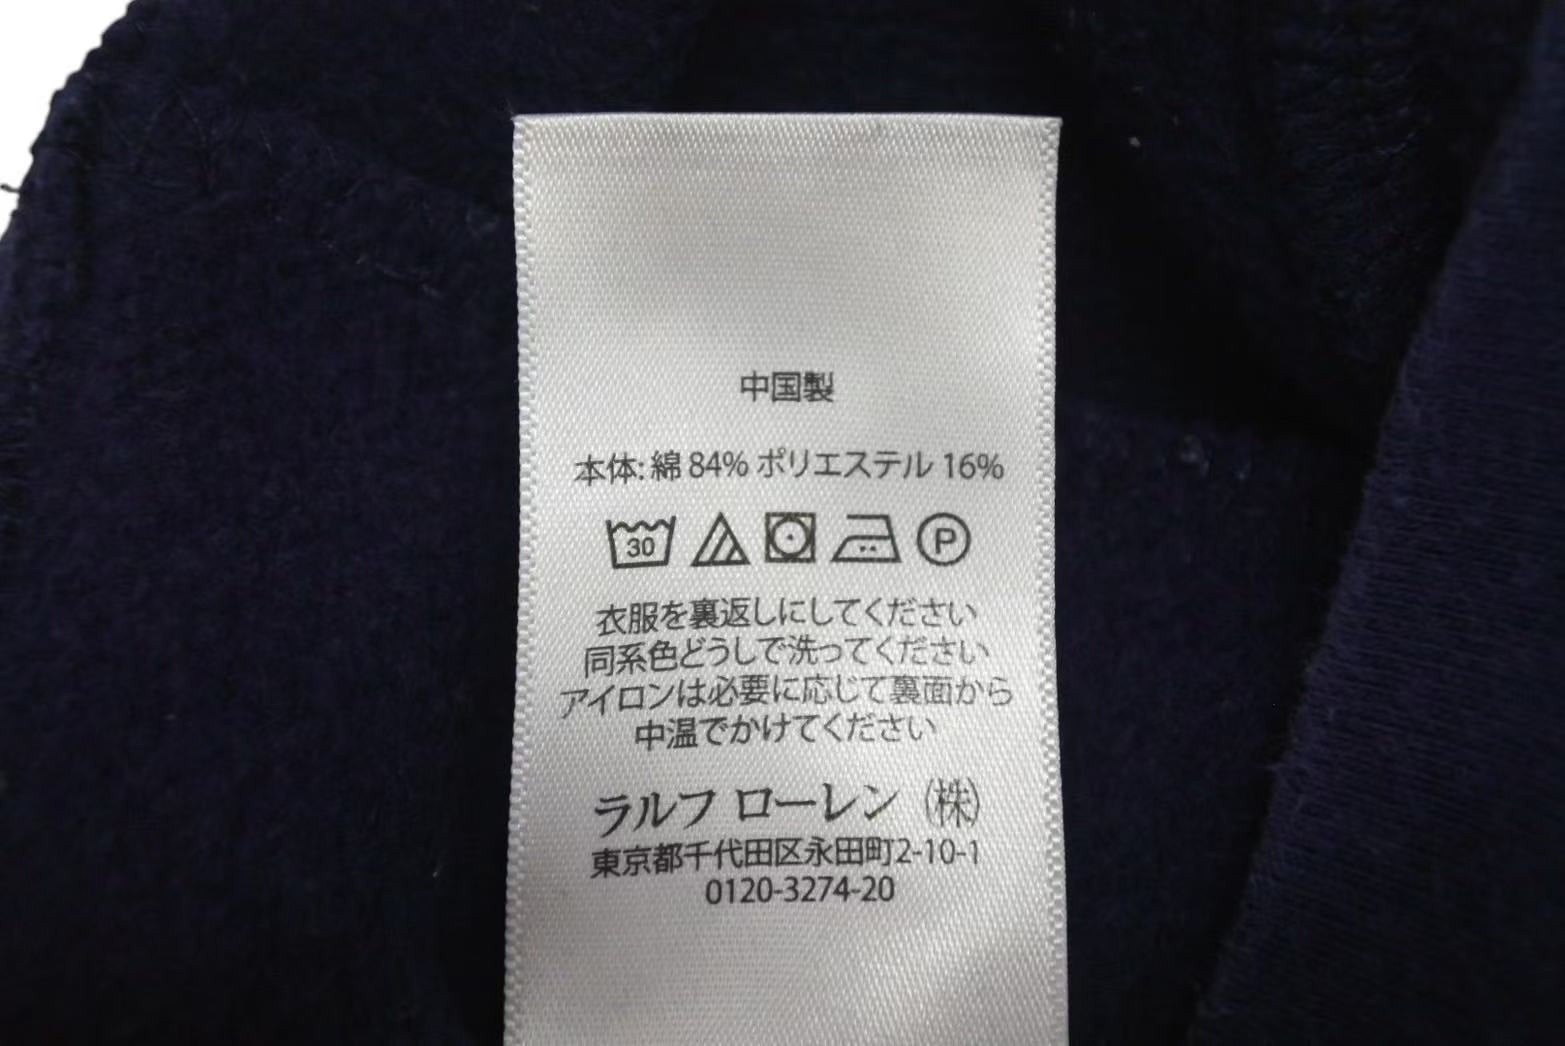 中国製
本体: 綿 84% ポリエステル 16%
30 P
衣服を裏返しにしてください
同系色どうしで洗ってください
アイロンは必要に応じて裏面から
中温でかけてください
ラルフ ローレン (株)
東京都千代田区永田町2-10-1
0120-3274-20